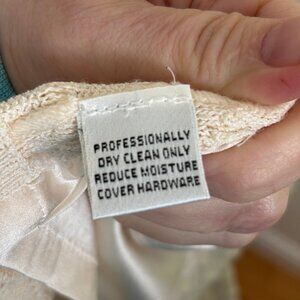 PROFESSIONALLY
DRY CLEAN ONLY
REDUCE MOISTURE
COVER HARDWARE